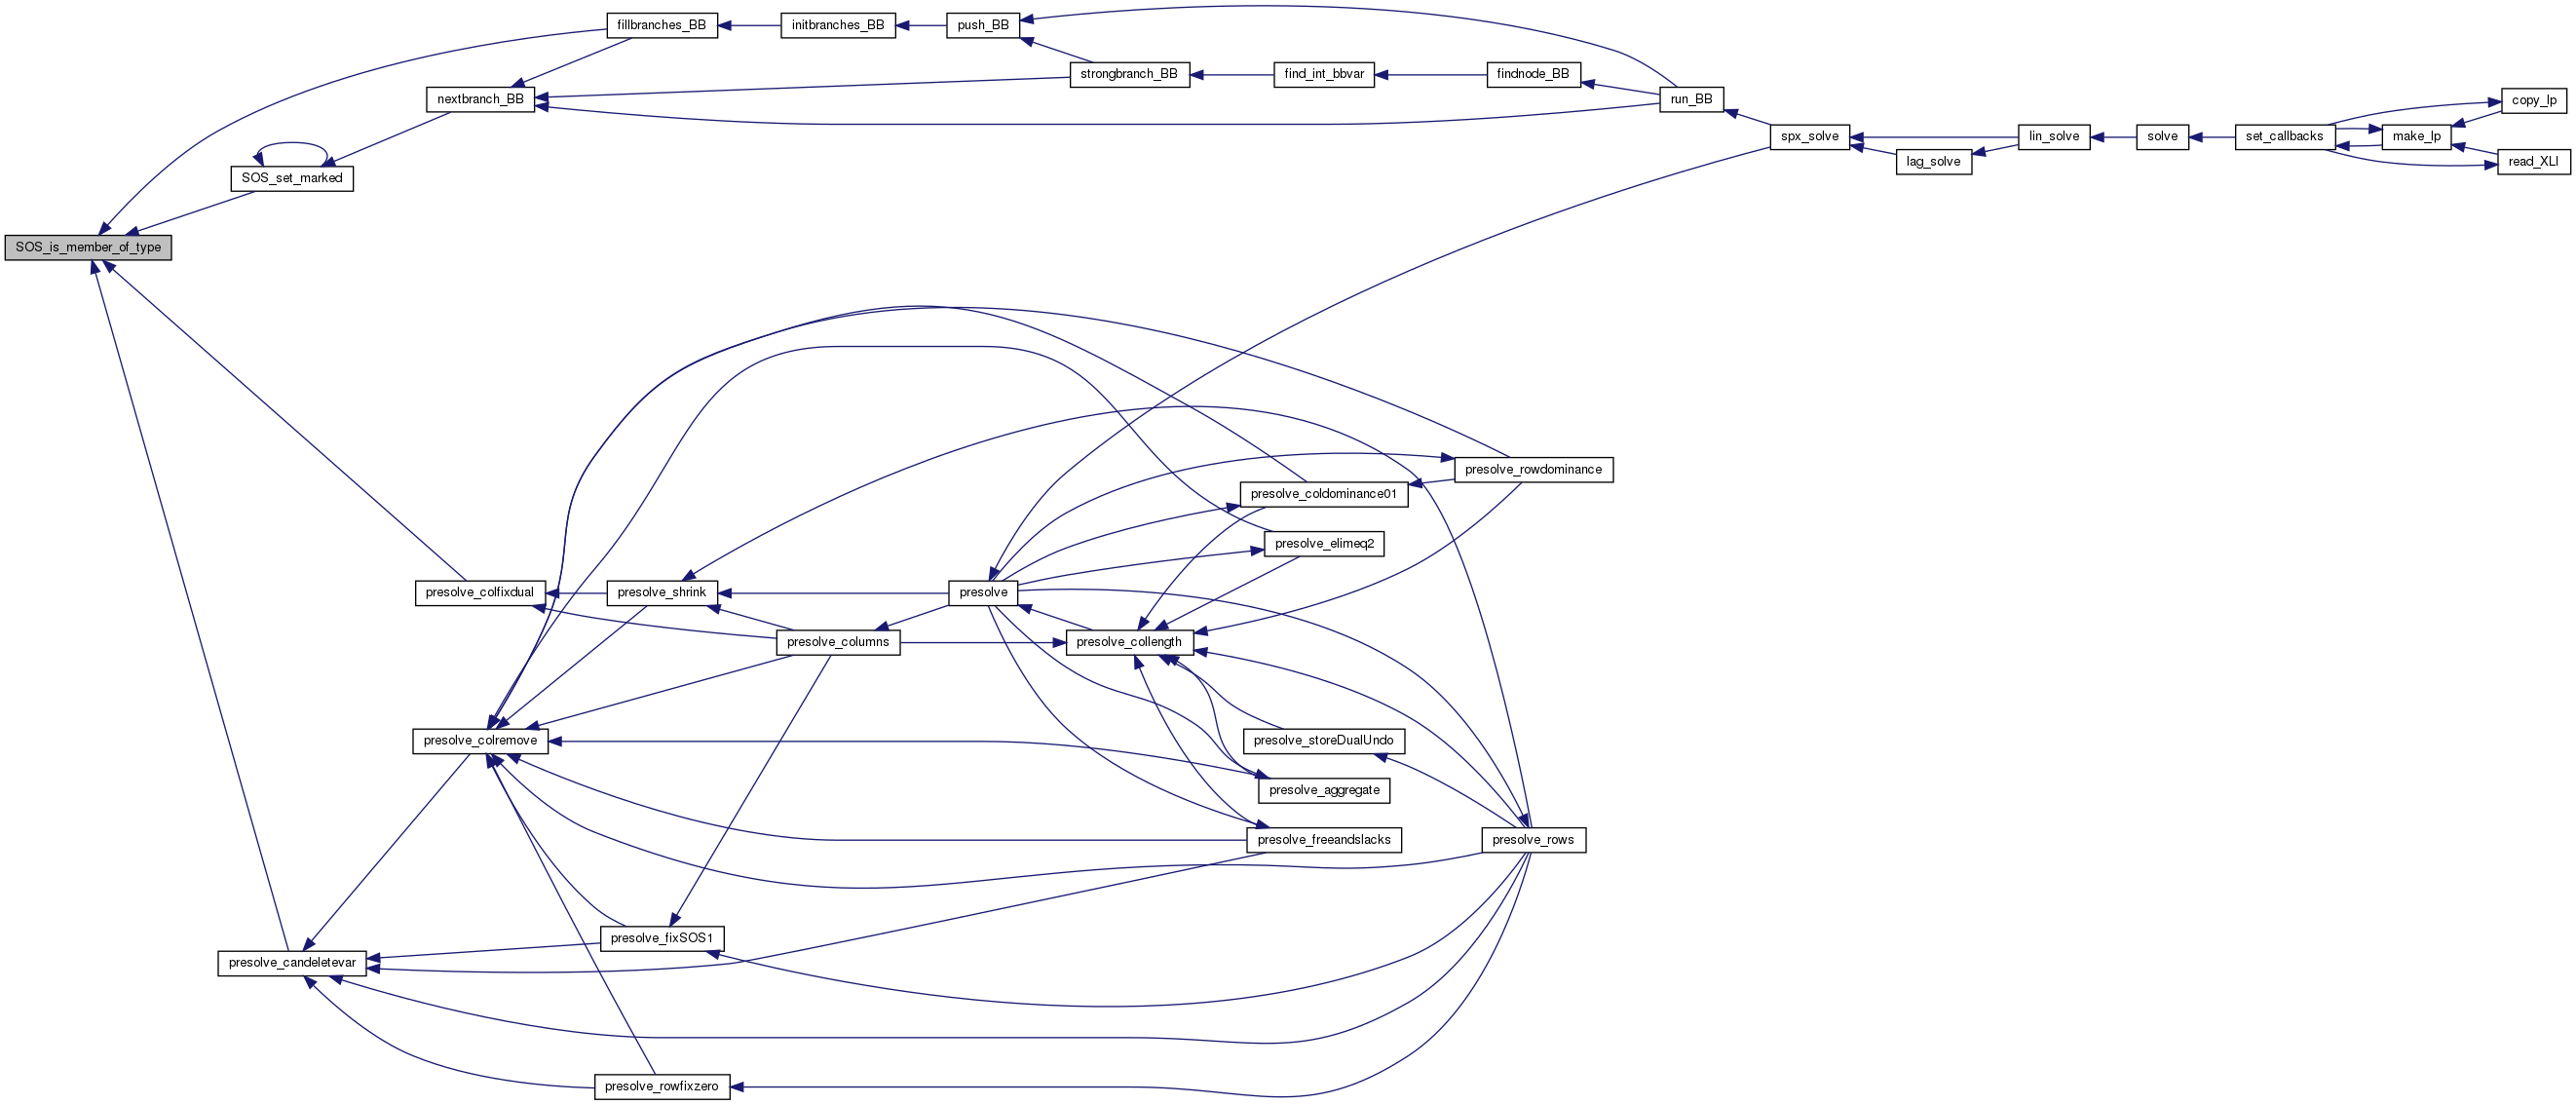 fillbranches_BB
initbranches_BB
push_BB
strongbranch_BB
find_int_bbvar
findnode_BB
nextbranch_BB
run_BB
copy_lp
spx_solve
lin_solve
solve
set_callbacks
make_lp
lag_solve
read_XLI
SOS_set_marked
SOS_is_member_of_type
presolve_rowdominance
presolve_coldominance01
presolve_elimeq2
presolve_colfixdual
presolve_shrink
presolve
presolve_columns
presolve_collength
presolve_colremove
presolve_storeDualUndo
presolve_aggregate
presolve_freeandslacks
presolve_rows
presolve_fixSOS1
presolve_candeletevar
presolve_rowfixzero